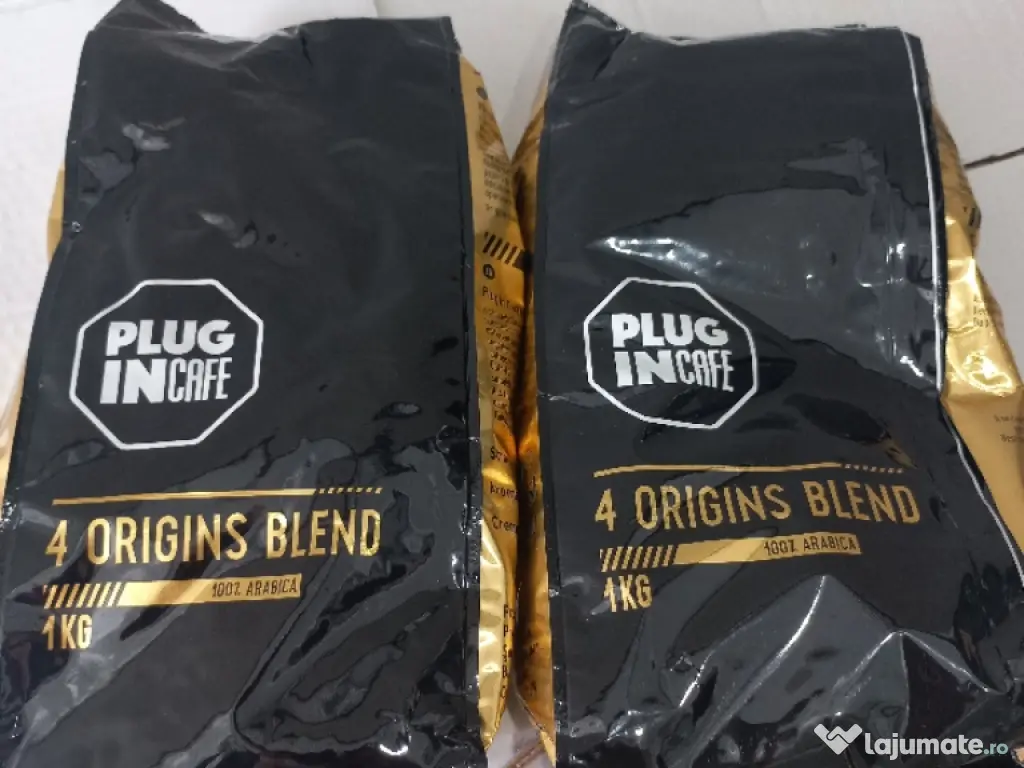 PLUG
INCAFE
4 ORIGINS BLEND
100% ARABICA
1KG
PLUG
INCAFE
4 ORIGINS BLEND
100% ARABICA
1KG
lajumate.ro